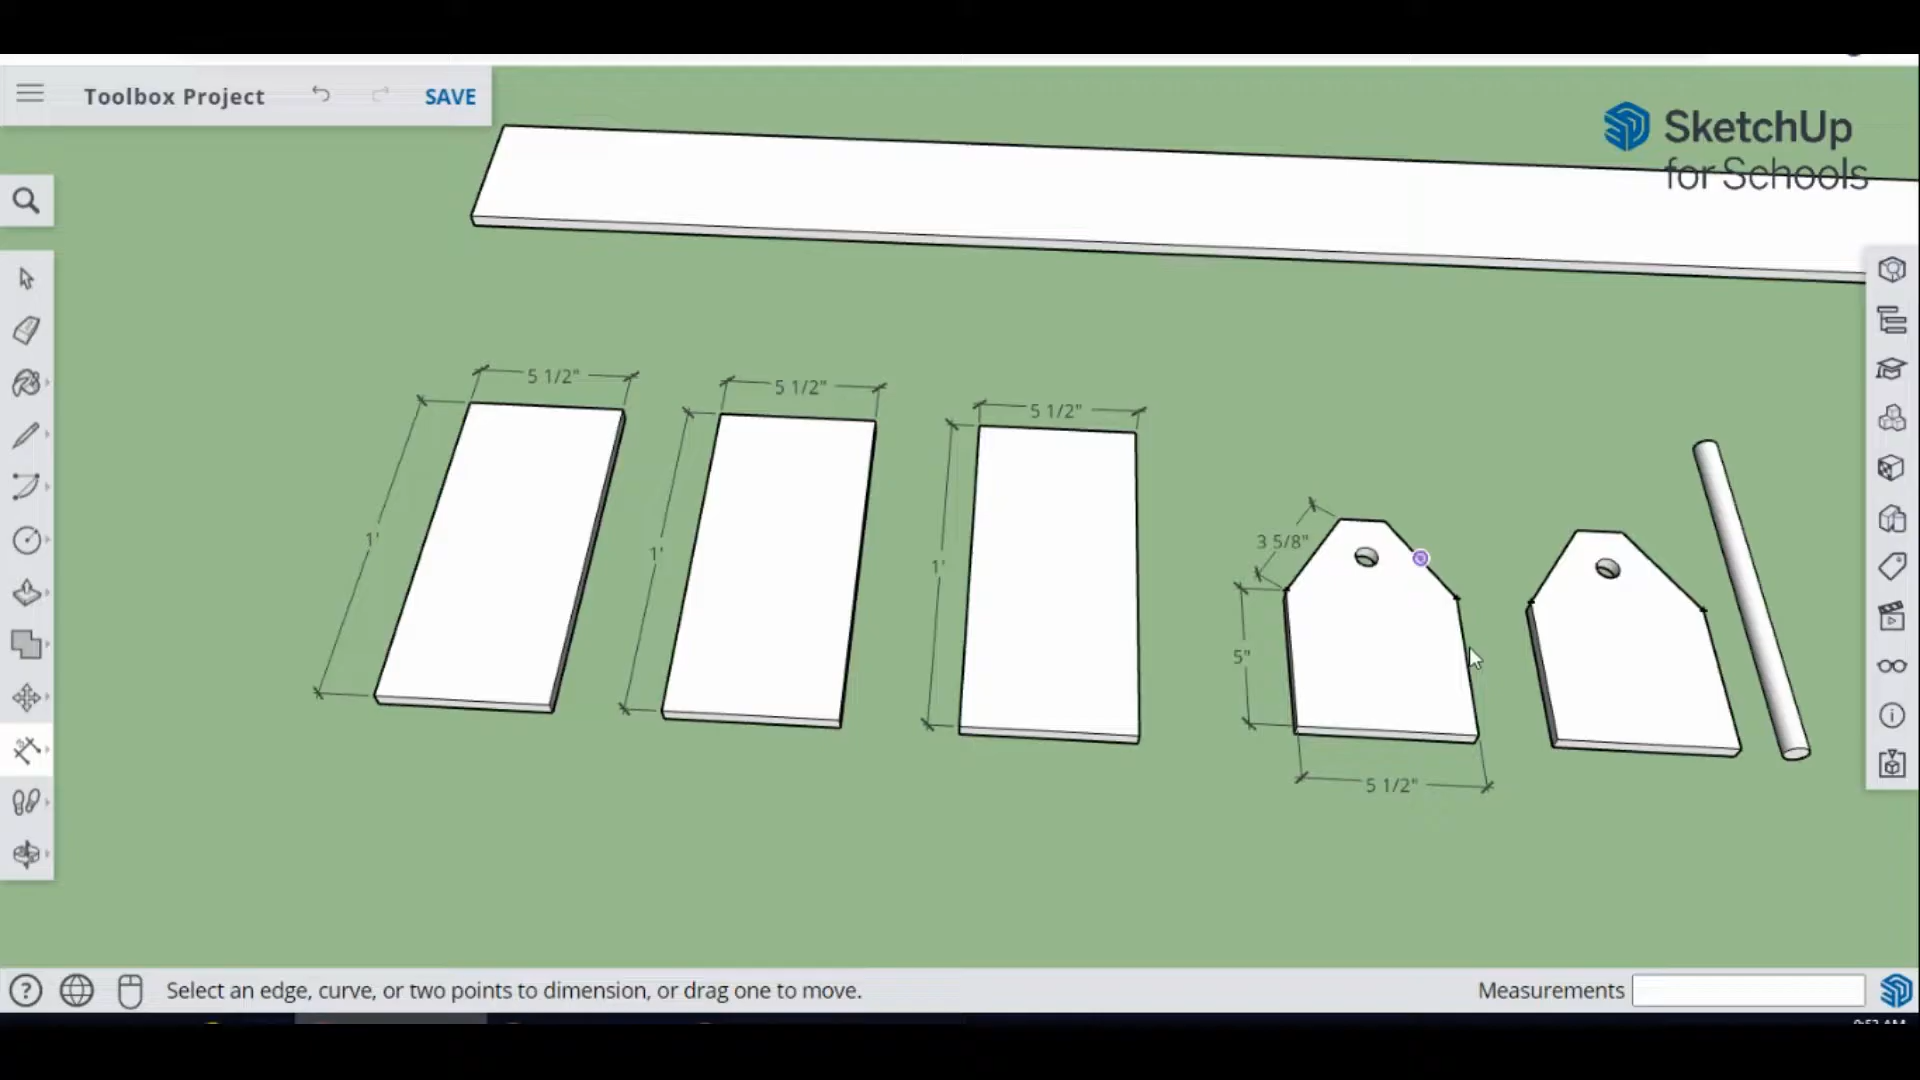 Toolbox Project
SAVE
SketchUp
for Schools
5 1/2"
5 1/2"
5 1/2"
1'
1'
1'
3 5/8"
5"
5 1/2"
Select an edge, curve, or two points to dimension, or drag one to move.
Measurements